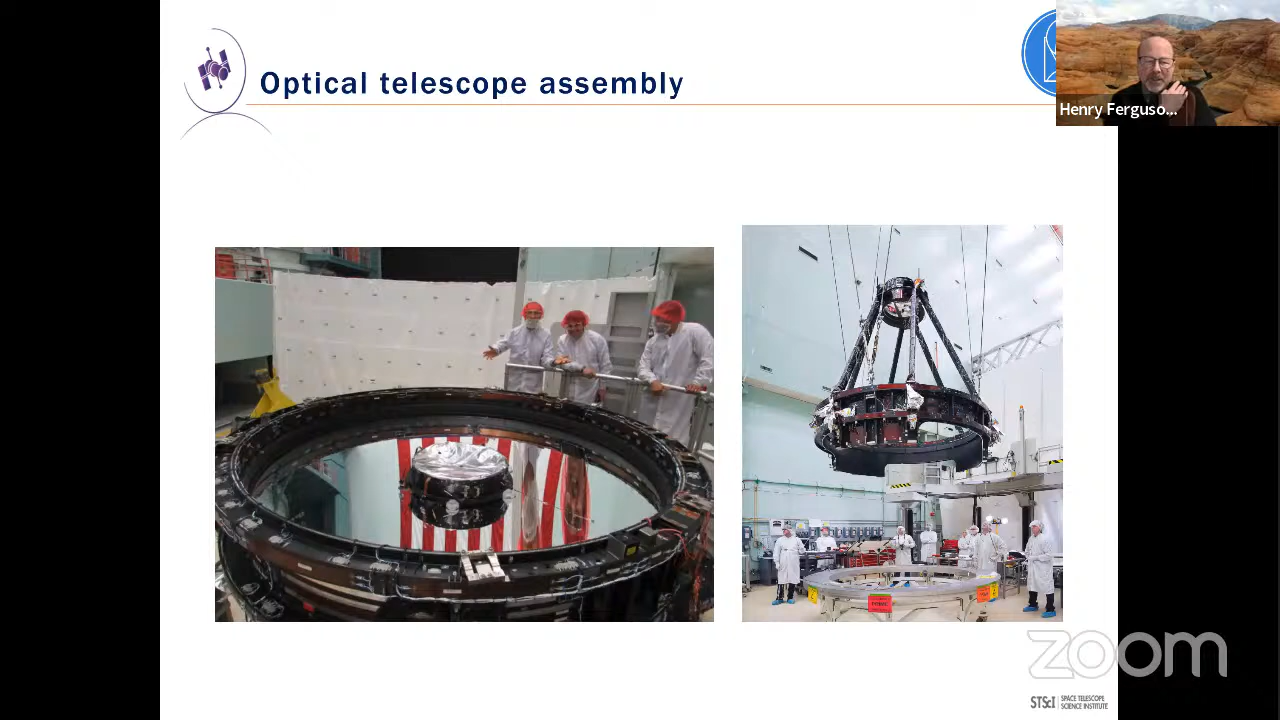 Optical telescope assembly
Henry Ferguso...
zoom
STScI
SPACE TELESCOPE
SCIENCE INSTITUTE